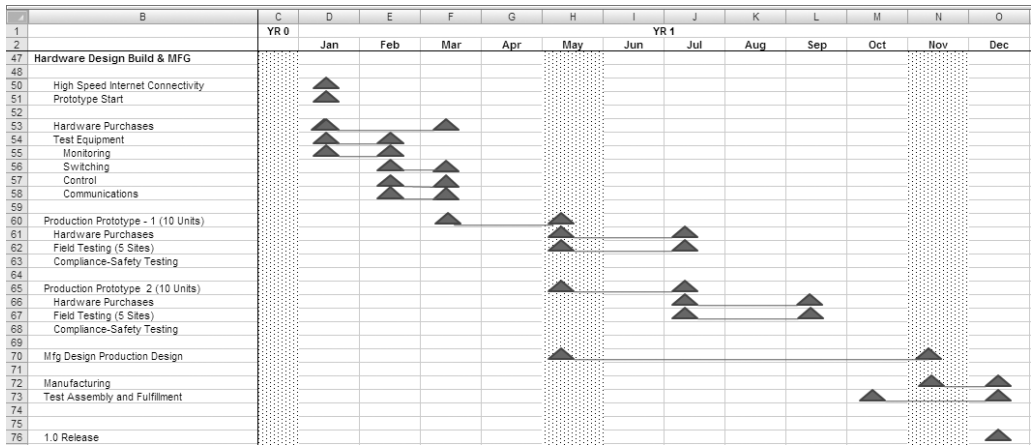 B C D E F G H I J K L M N O
1 YR 0 YR 1
2 Jan Feb Mar Apr May Jun Jul Aug Sep Oct Nov Dec
47 Hardware Design Build & MFG
48
50 High Speed Internet Connectivity
51 Prototype Start
52
53 Hardware Purchases
54 Test Equipment
55 Monitoring
56 Switching
57 Control
58 Communications
59
60 Production Prototype - 1 (10 Units)
61 Hardware Purchases
62 Field Testing (5 Sites)
63 Compliance-Safety Testing
64
65 Production Prototype 2 (10 Units)
66 Hardware Purchases
67 Field Testing (5 Sites)
68 Compliance-Safety Testing
69
70 Mfg Design Production Design
71
72 Manufacturing
73 Test Assembly and Fulfillment
74
75
76 1.0 Release